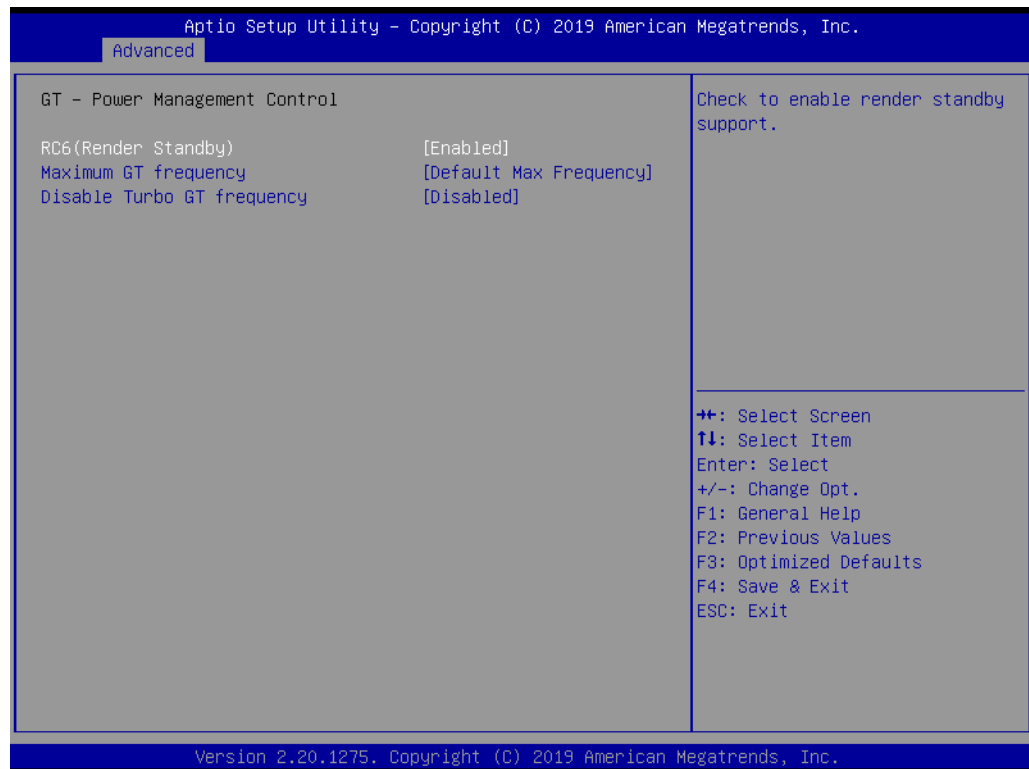 Aptio Setup Utility – Copyright (C) 2019 American Megatrends, Inc.
Advanced
GT – Power Management Control
RC6(Render Standby) [Enabled]
Maximum GT frequency [Default Max Frequency]
Disable Turbo GT frequency [Disabled]
Check to enable render standby
support.
→←: Select Screen
↑↓: Select Item
Enter: Select
+/-: Change Opt.
F1: General Help
F2: Previous Values
F3: Optimized Defaults
F4: Save & Exit
ESC: Exit
Version 2.20.1275. Copyright (C) 2019 American Megatrends, Inc.